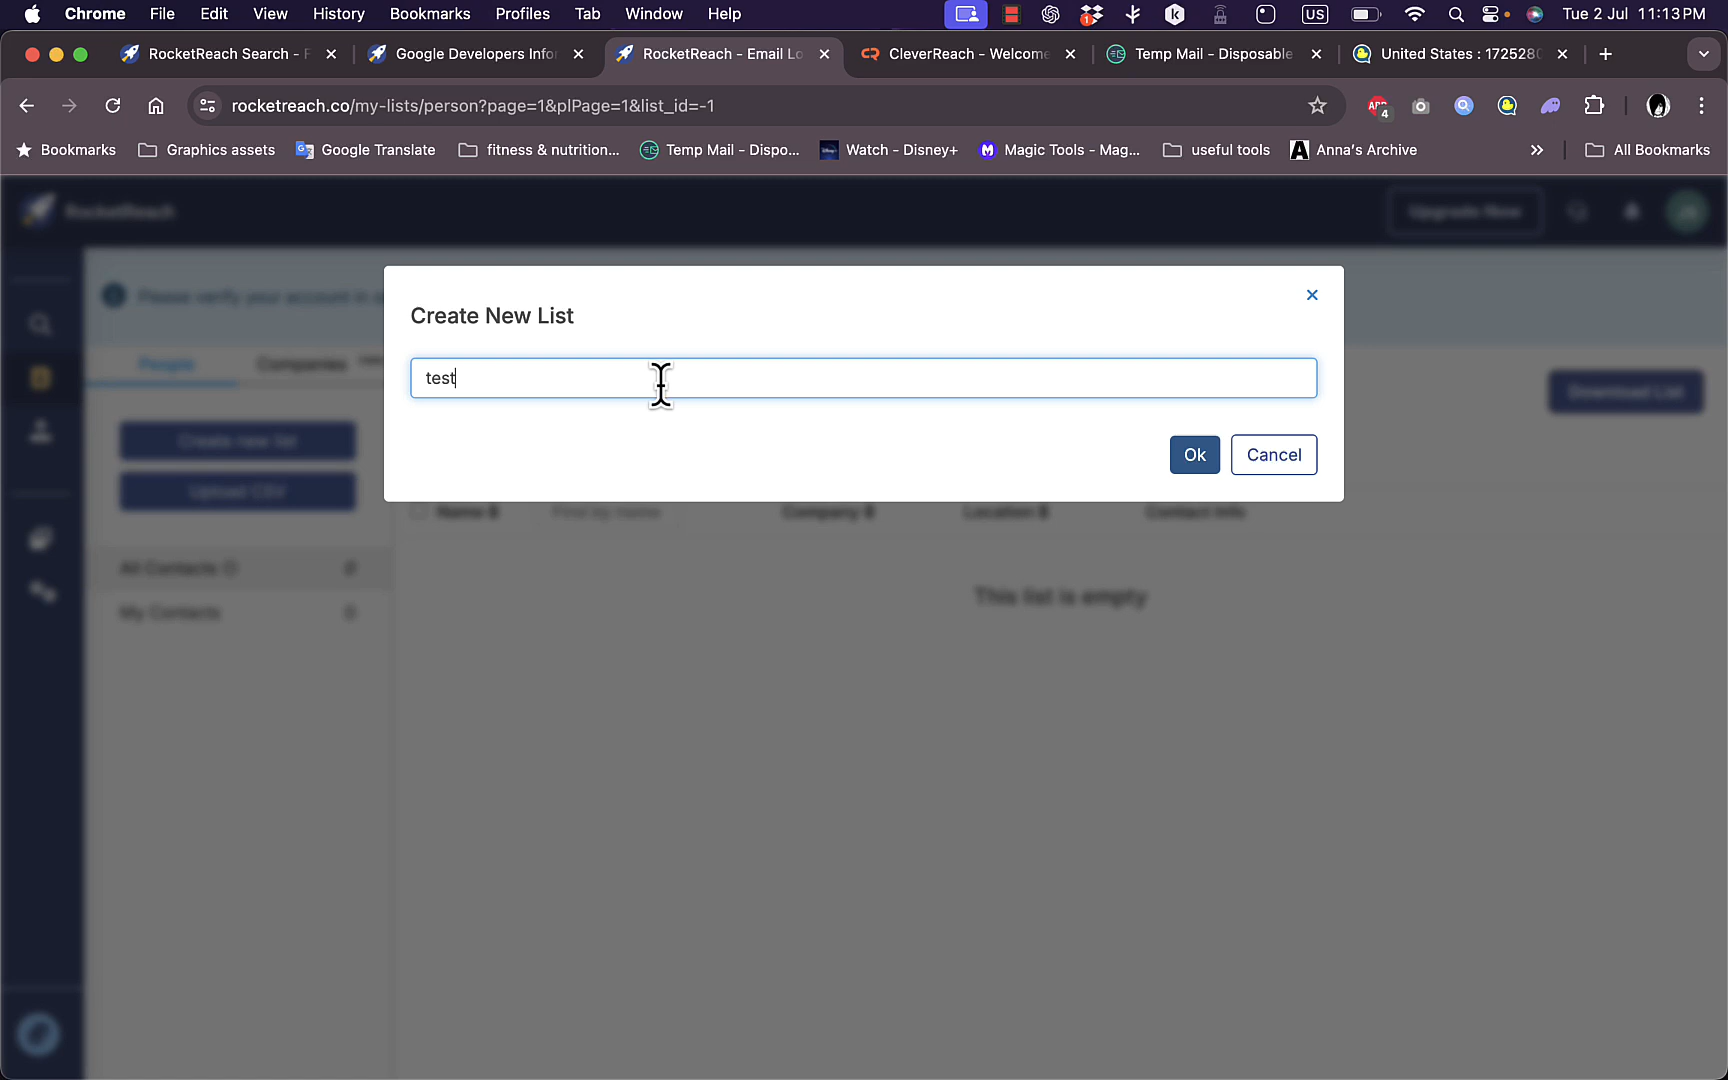 Chrome File Edit View History Bookmarks Profiles Tab Window Help US Tue 2 Jul 11:13 PM
RocketReach Search - Google Developers Info RocketReach - Email Lo CleverReach - Welcome Temp Mail - Disposable United States : 172528
rocketreach.co/my-lists/person?page=1&plPage=1&list_id=-1
Bookmarks Graphics assets Google Translate fitness & nutrition... Temp Mail - Dispo... Watch - Disney+ Magic Tools - Mag... useful tools Anna's Archive All Bookmarks
RocketReach Upgrade Now
Please verify your account in
Create New List
People Companies
test
Download List
Create new list
Ok Cancel
Upload CSV
Name Find by name Company Location Contact Info
All Contacts
This list is empty
My Contacts 0